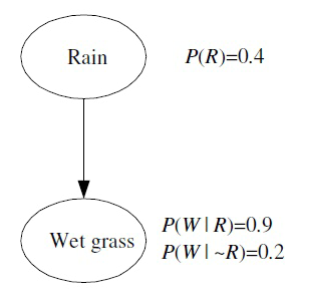 Rain
P(R)=0.4
Wet grass
P(W | R)=0.9
P(W | ~R)=0.2